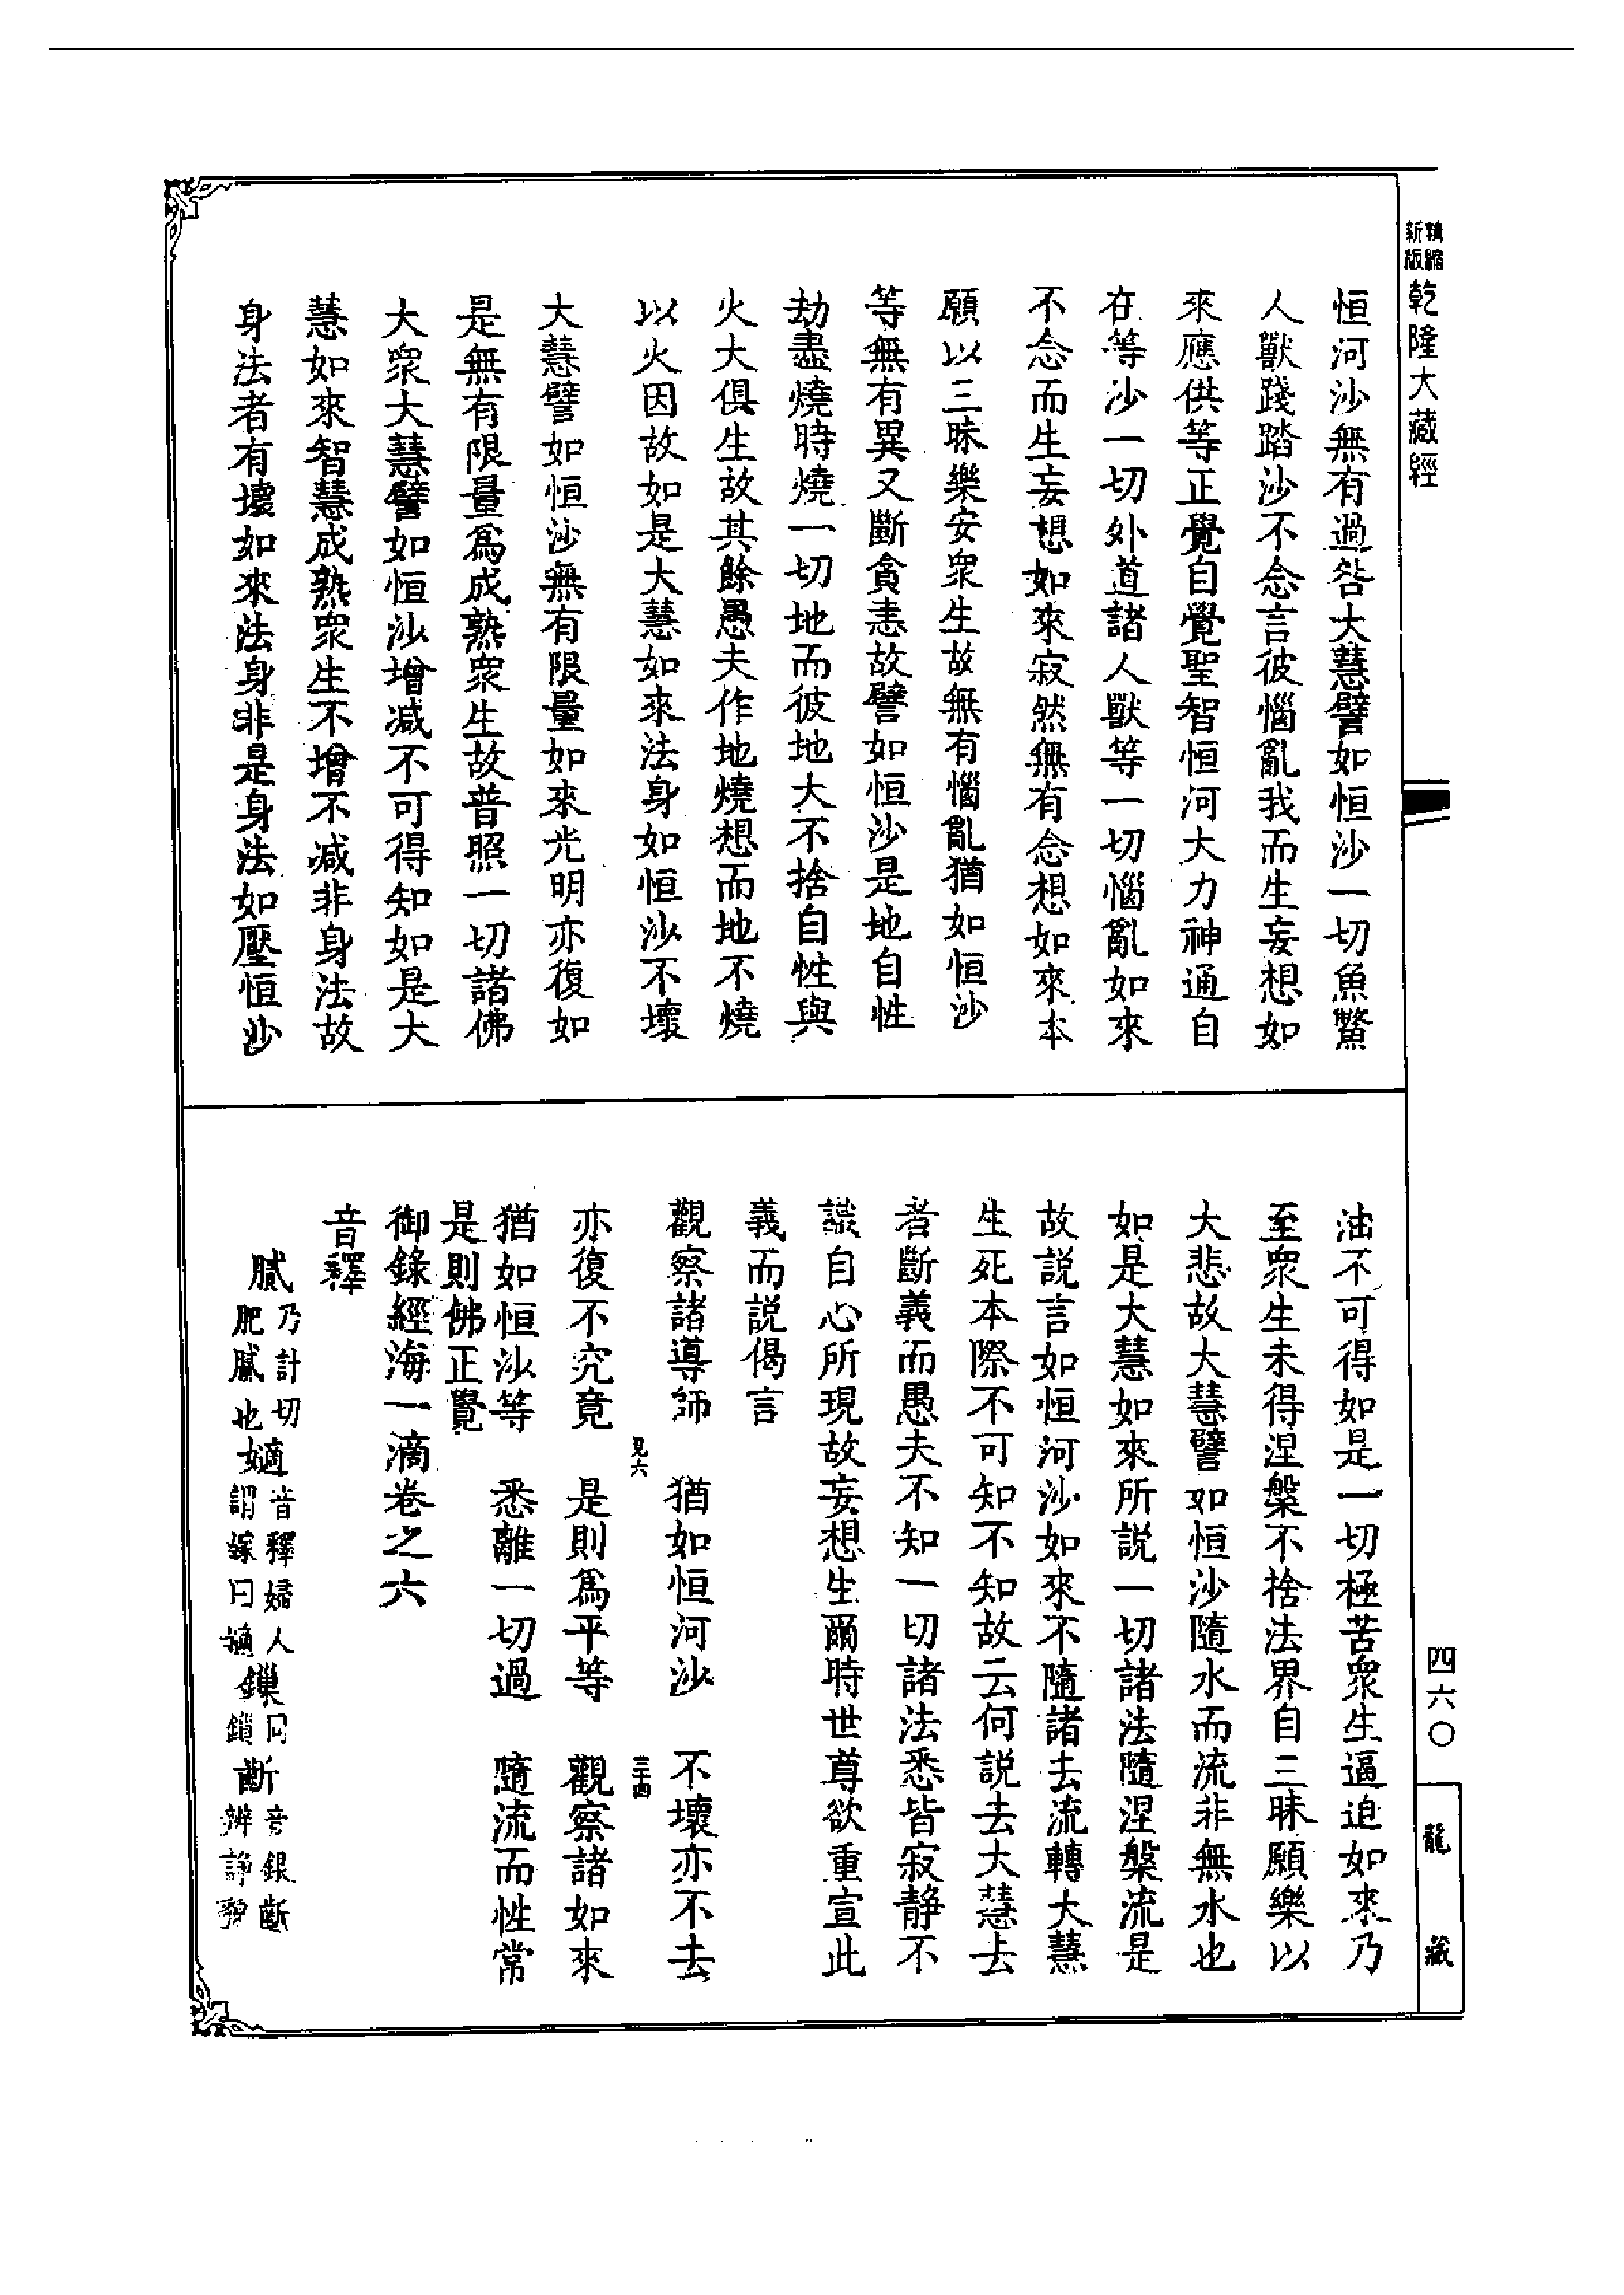 精縮新版
乾隆大藏經
恒河沙無有過咎大慧譬如恒沙一切魚鱉
人獸踐踏沙不念言彼惱亂我而生妄想如
來應供等正覺自覺聖智恒河大力神通自
在等沙一切外道諸人獸等一切惱亂如來
不念而生妄想如來寂然無有念想如來本
願以三昧樂安衆生故無有惱亂猶如恒沙
等無有異又斷貪恚故譬如恒沙是地自性
劫盡燒時燒一切地而彼地大不捨自性與
火大俱生故其餘愚夫作地燒想而地不燒
以火因故如是大慧如來法身如恒沙不壞
大慧譬如恒沙無有限量如來光明亦復如
是無有限量爲成熟衆生故普照一切諸佛
大衆大慧譬如恒沙增減不可得知如是大
慧如來智慧成熟衆生不增不減非身法故
身法者有壞如來法身非是身法如壓恒沙
油不可得如是一切極苦衆生逼迫如來乃
至衆生未得涅槃不捨法界自三昧願樂以
大悲故大慧譬如恒沙隨水而流非無水也
如是大慧如來所説一切諸法隨涅槃流是
故説言如恒河沙如來不隨諸去流轉大慧
生死本際不可知不知故云何説去大慧去
者斷義而愚夫不知一切諸法悉皆寂靜不
識自心所現故妄想生爾時世尊欲重宣此
義而説偈言
觀察諸導師　猶如恒河沙　不壞亦不去
見六　三十四
亦復不究竟　是則爲平等　觀察諸如來
猶如恒沙等　悉離一切過　隨流而性常
是則佛正覺
御錄經海一滴卷之六
音釋
膩乃計切肥膩也嫡音釋婦人謂嫁曰嫡鏁同鎖齗音銀齗辨諍貌
四六〇
龍藏